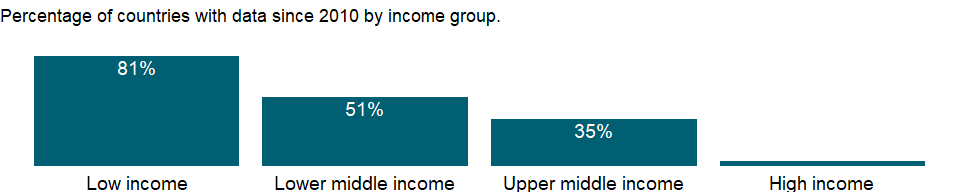 Percentage of countries with data since 2010 by income group.
81%
51%
35%
Low income
Lower middle income
Upper middle income
High income